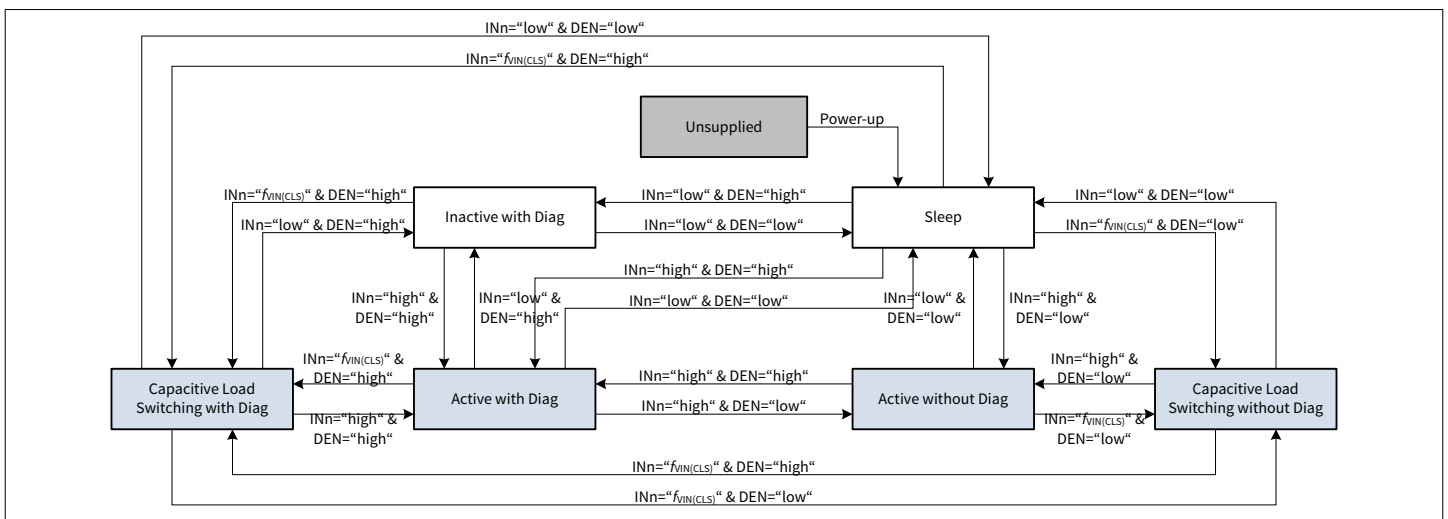 INn=“low“ & DEN=“low“
INn=“fVIN(CLS)“ & DEN=“high“
Unsupplied
Power-up
INn=“fVIN(CLS)“ & DEN=“high“
INn=“low“ & DEN=“high“
Inactive with Diag
INn=“low“ & DEN=“high“
INn=“low“ & DEN=“low“
Sleep
INn=“low“ & DEN=“low“
INn=“fVIN(CLS)“ & DEN=“low“
INn=“high“ &
DEN=“high“
INn=“low“ &
DEN=“high“
INn=“high“ & DEN=“high“
INn=“low“ & DEN=“low“
INn=“low“ &
DEN=“low“
INn=“high“ &
DEN=“low“
Capacitive Load
Switching with Diag
INn=“fVIN(CLS)“ &
DEN=“high“
INn=“high“ &
DEN=“high“
Active with Diag
INn=“high“ & DEN=“high“
INn=“high“ & DEN=“low“
Active without Diag
INn=“high“ &
DEN=“low“
INn=“fVIN(CLS)“ &
DEN=“low“
Capacitive Load
Switching without Diag
INn=“fVIN(CLS)“ & DEN=“high“
INn=“fVIN(CLS)“ & DEN=“low“